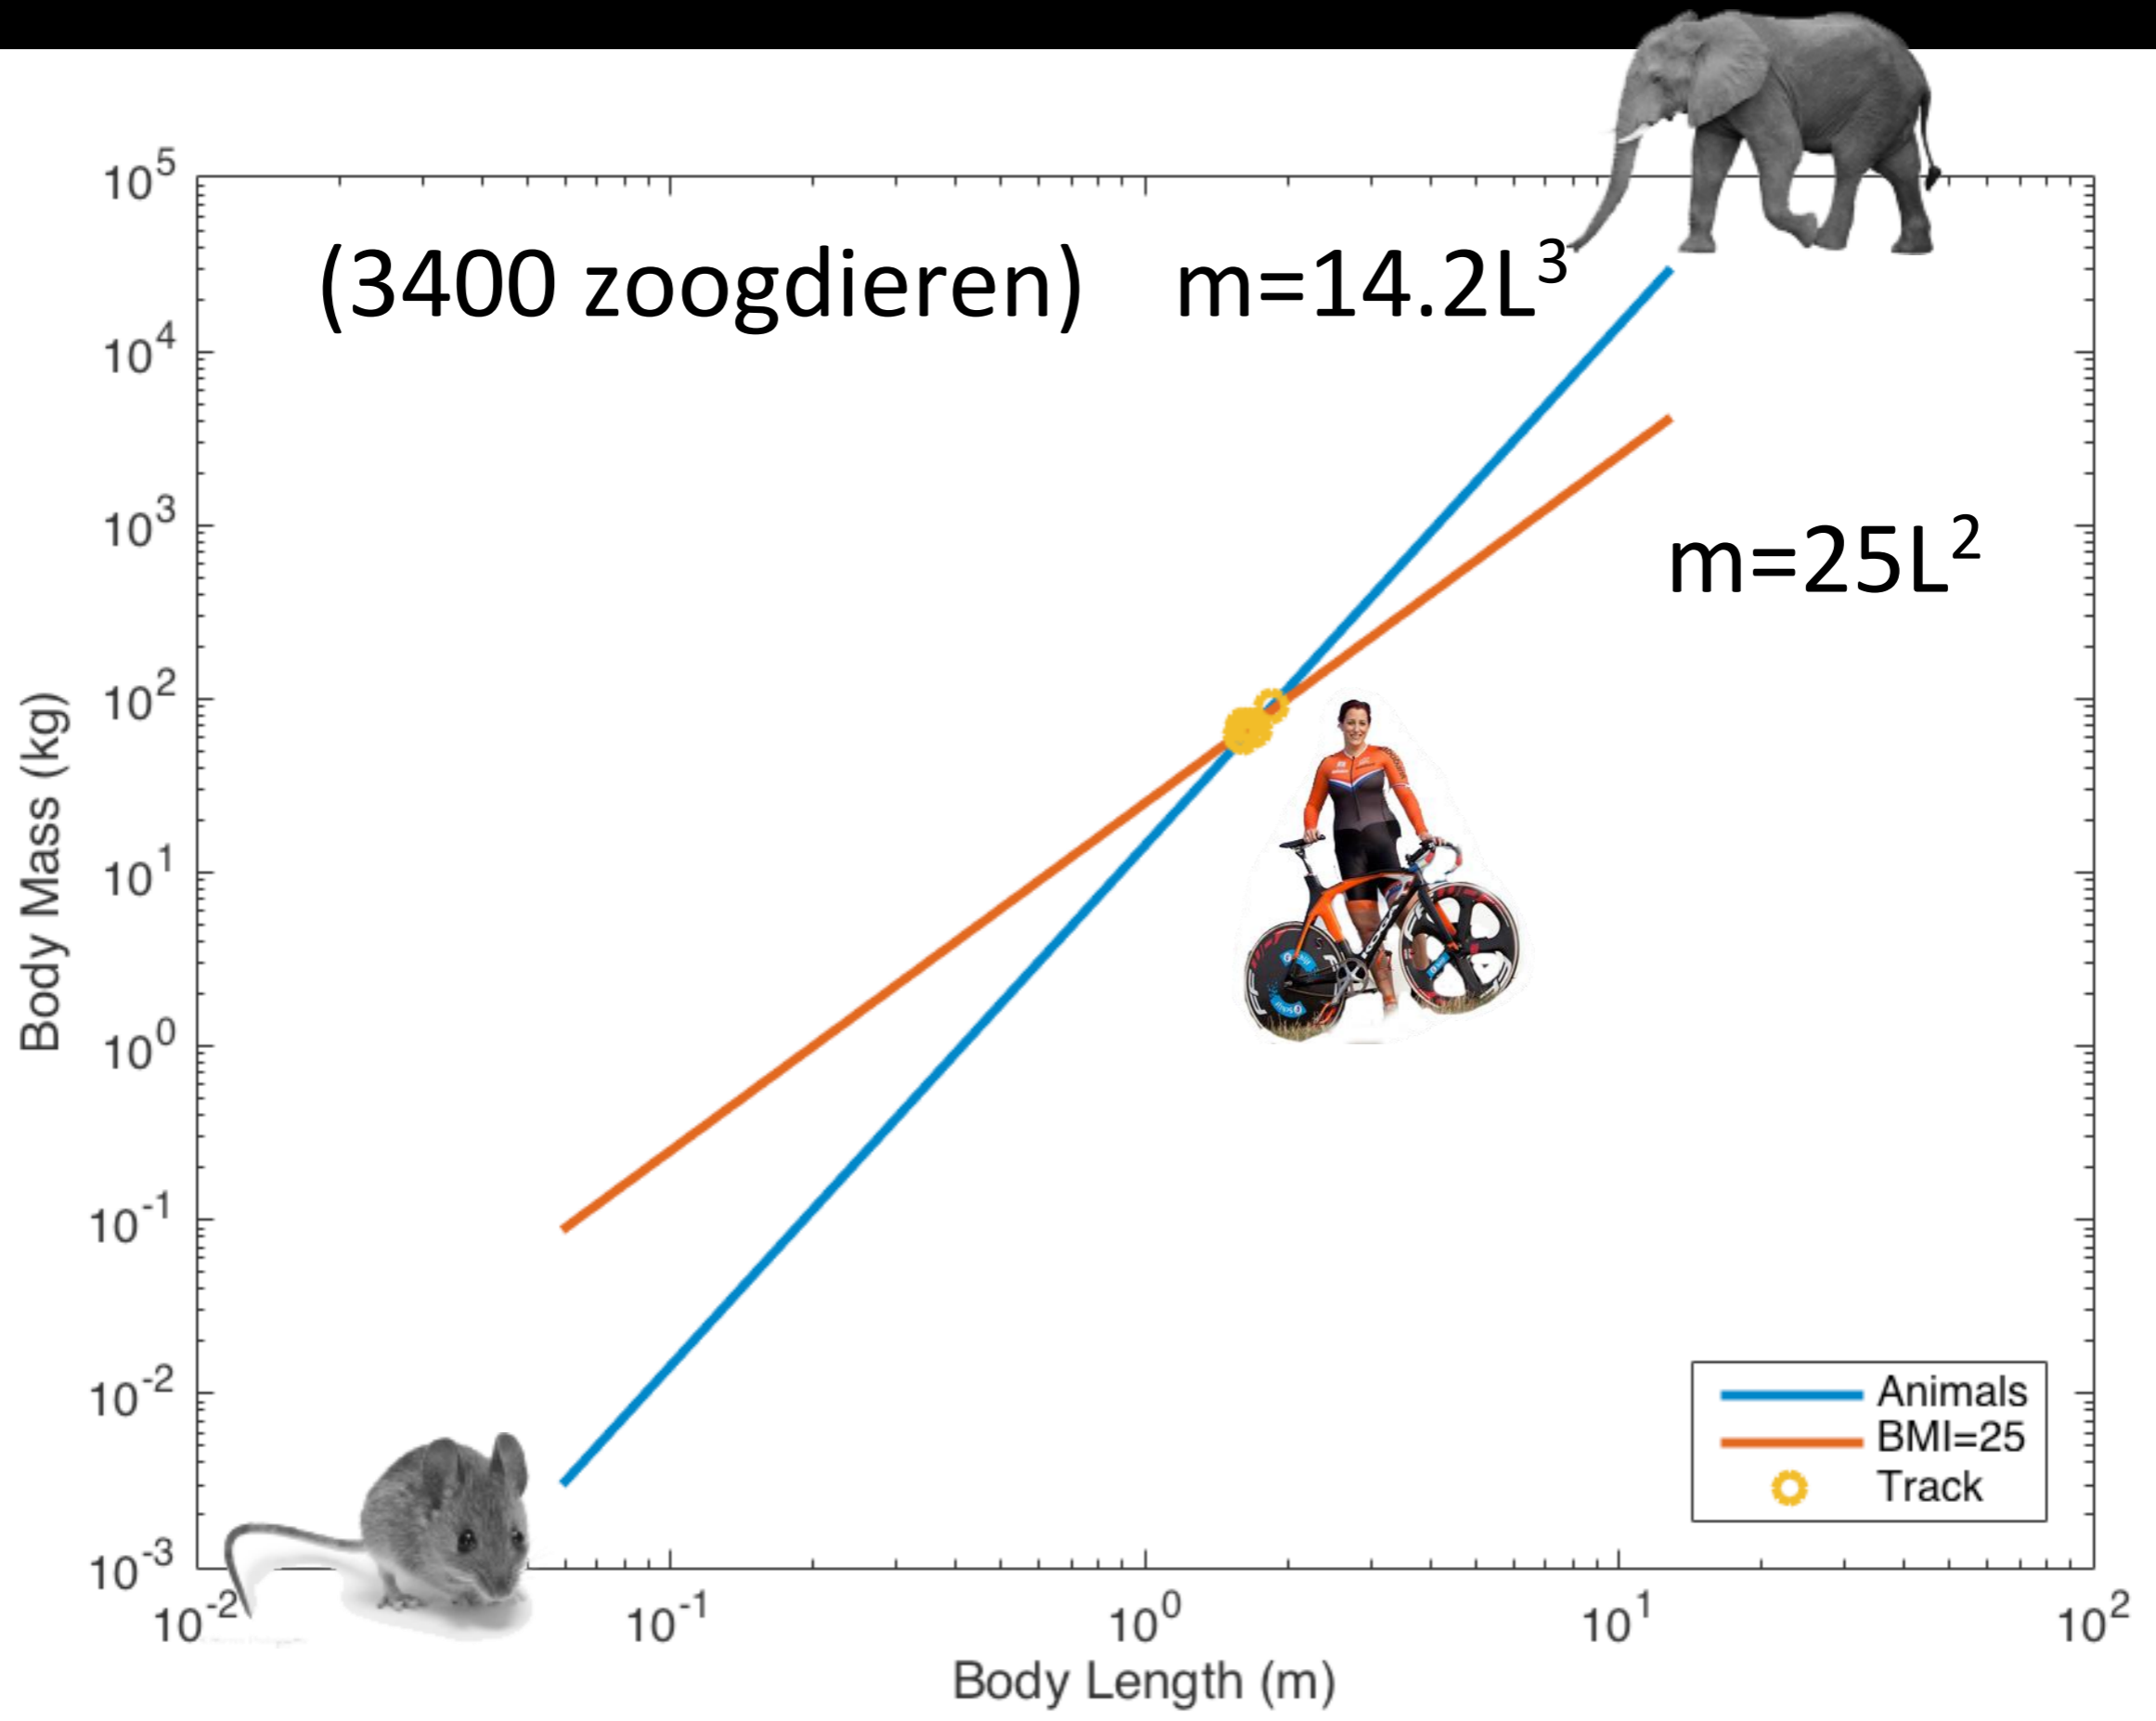 10⁵
(3400 zoogdieren) m=14.2L³
10⁴
10³
m=25L²
10²
10¹
10⁰
10⁻¹
10⁻²
10⁻³
Body Mass (kg)
Animals
BMI=25
Track
10⁻² 10⁻¹ 10⁰ 10¹ 10²
Body Length (m)